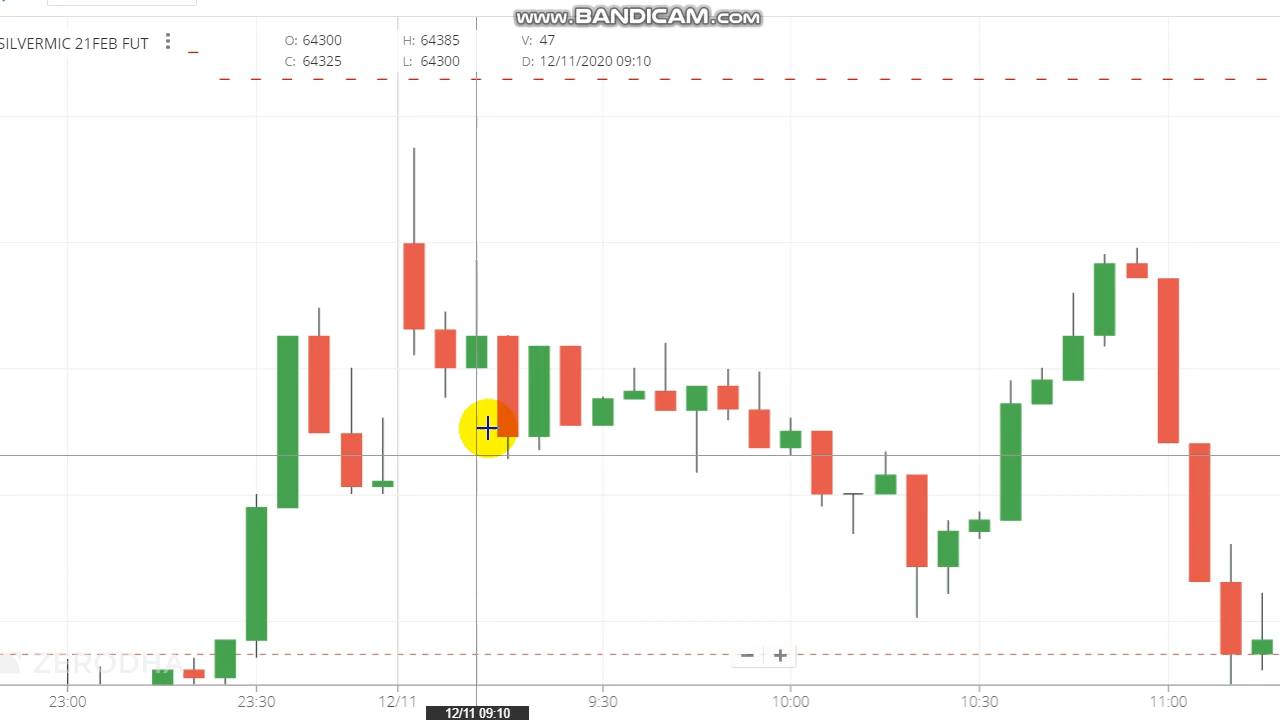 www.BANDICAM.com
SILVERMIC 21FEB FUT
O: 64300 H: 64385 V: 47
C: 64325 L: 64300 D: 12/11/2020 09:10
ZERODHA
23:00 23:30 12/11 9:30 10:00 10:30 11:00
12/11 09:10